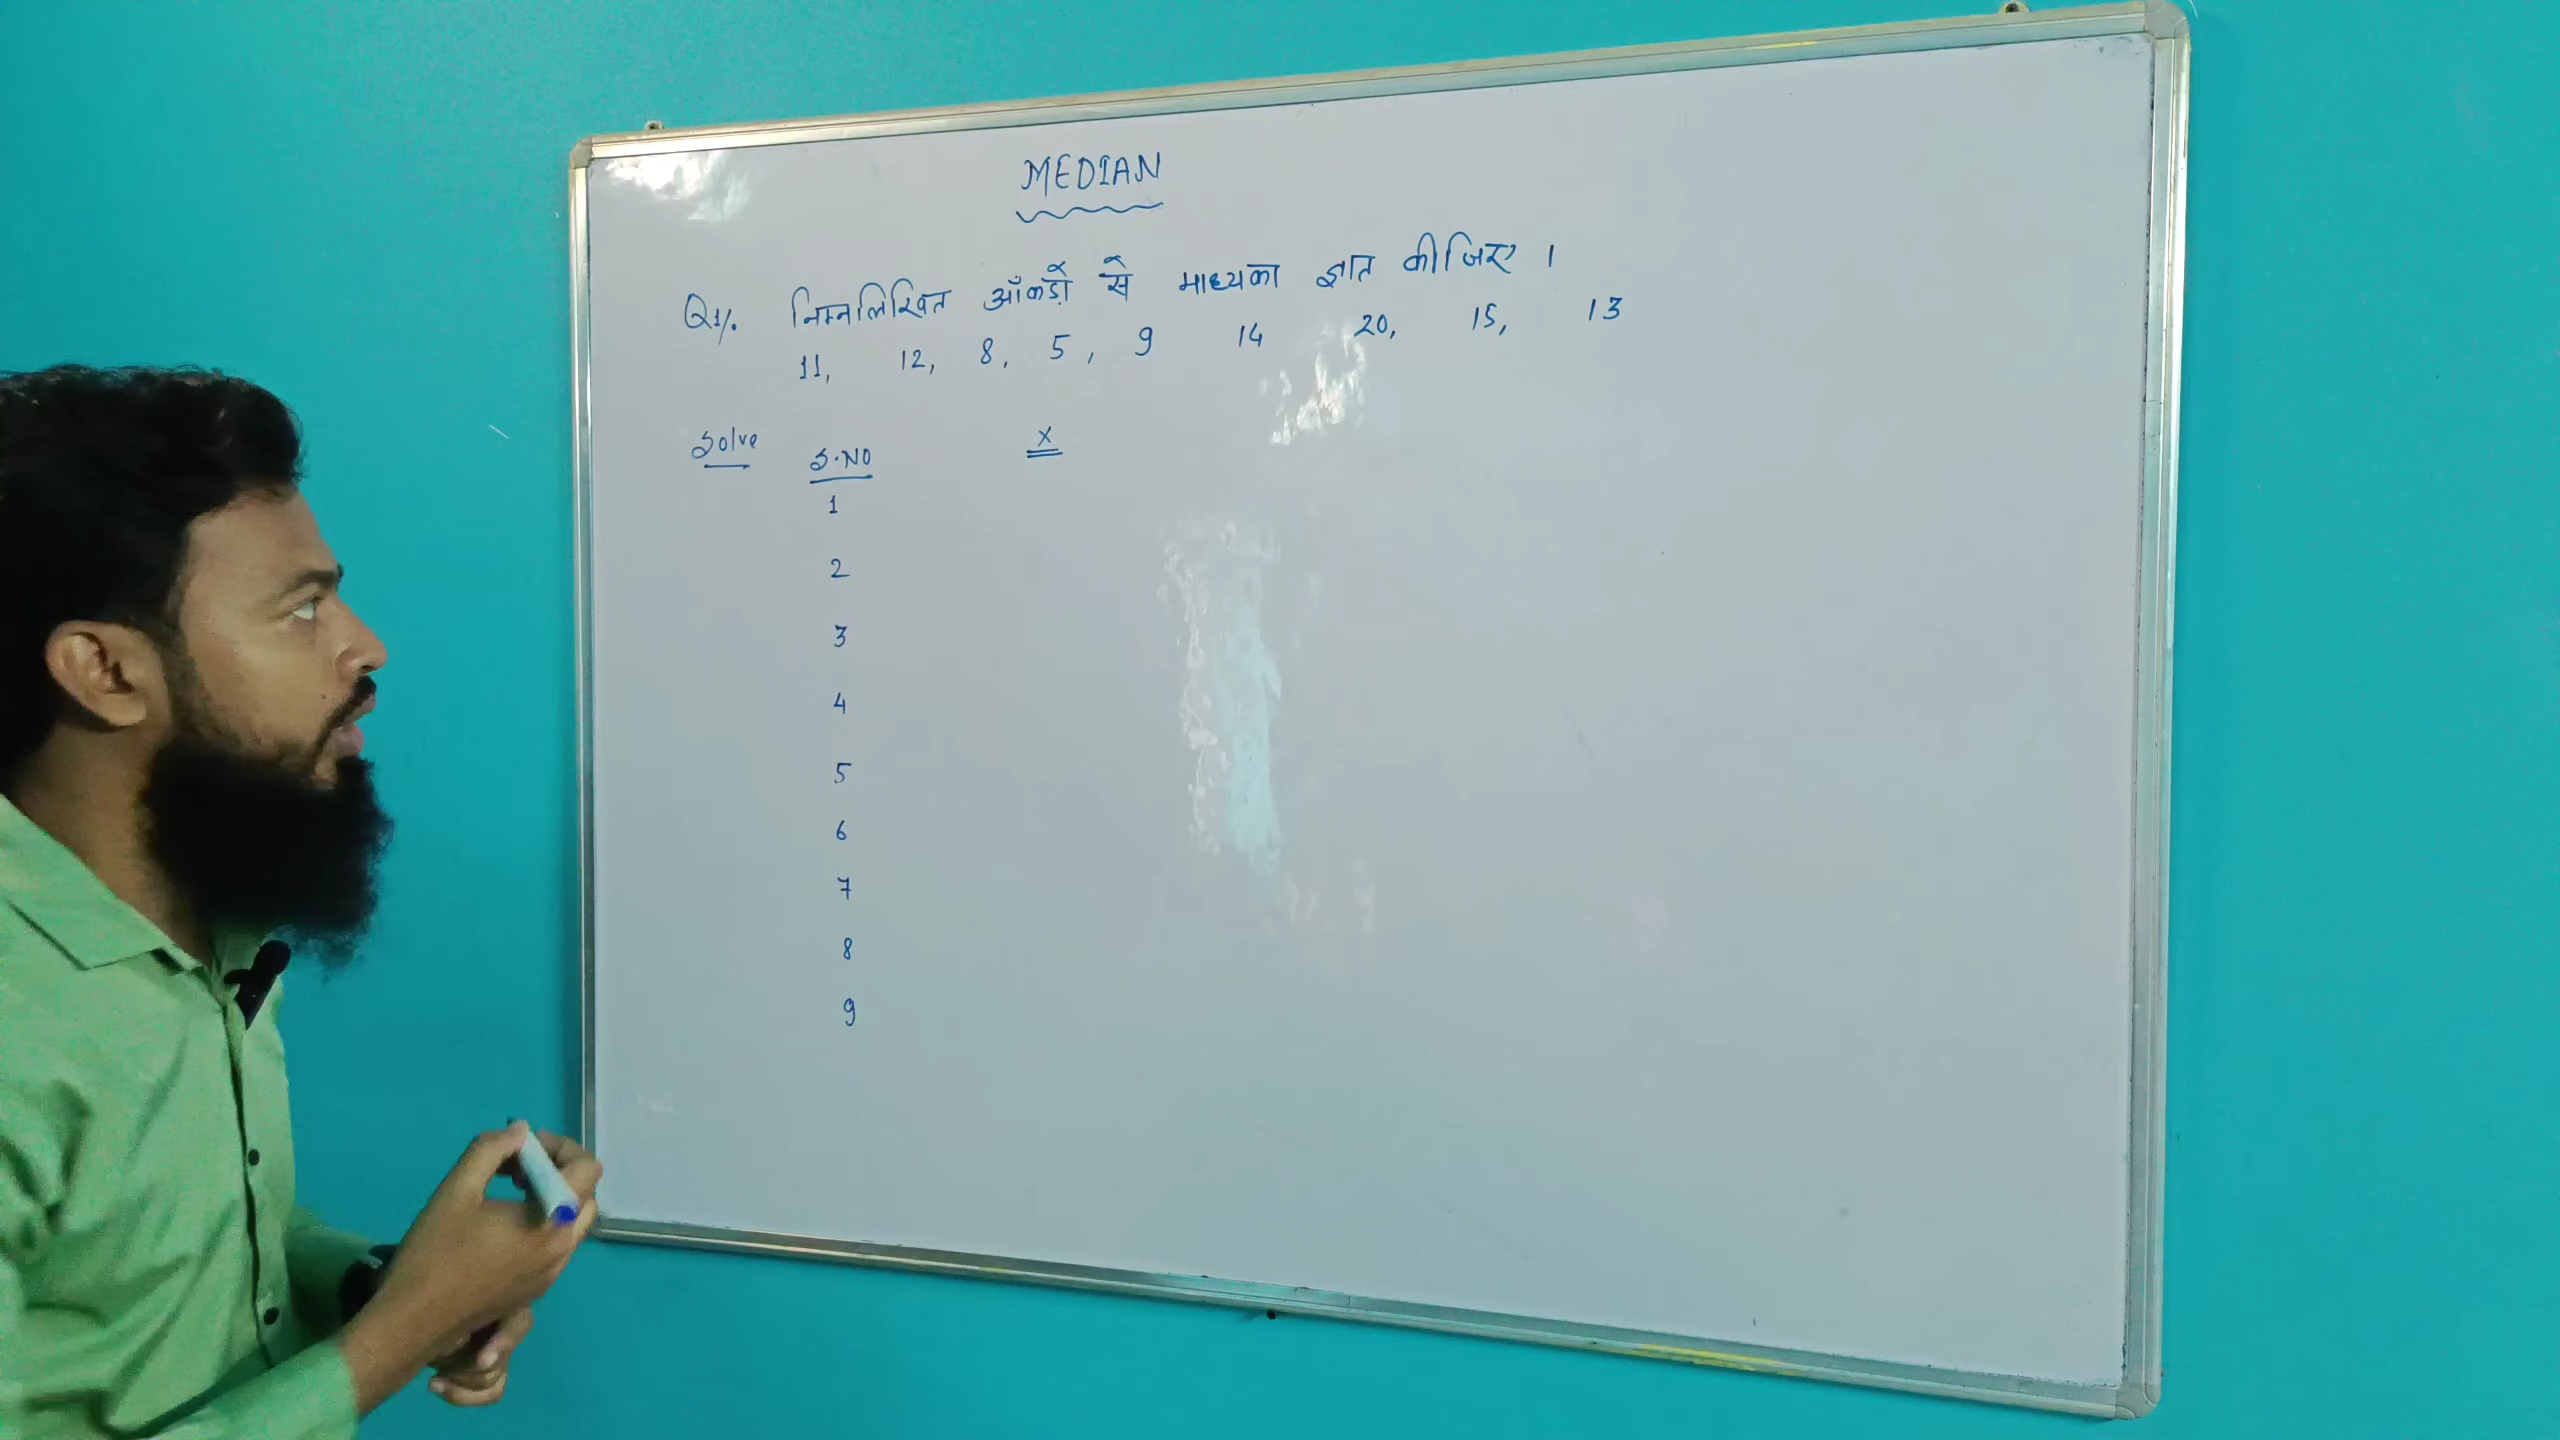 MEDIAN
Q1/. निम्नलिखित आँकड़ों से माध्यका ज्ञात कीजिए ।
11, 12, 8, 5, 9 14 20, 15, 13
Solve S.NO X
1
2
3
4
5
6
7
8
9